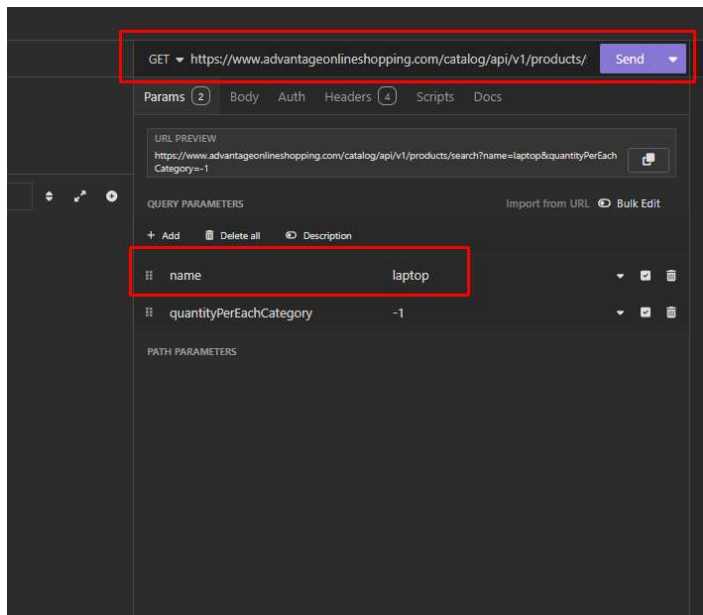 GET https://www.advantageonlineshopping.com/catalog/api/v1/products/ Send
Params 2 Body Auth Headers 4 Scripts Docs
URL PREVIEW
https://www.advantageonlineshopping.com/catalog/api/v1/products/search?name=laptop&quantityPerEach
Category=-1
QUERY PARAMETERS Import from URL Bulk Edit
+ Add Delete all Description
name laptop
quantityPerEachCategory -1
PATH PARAMETERS